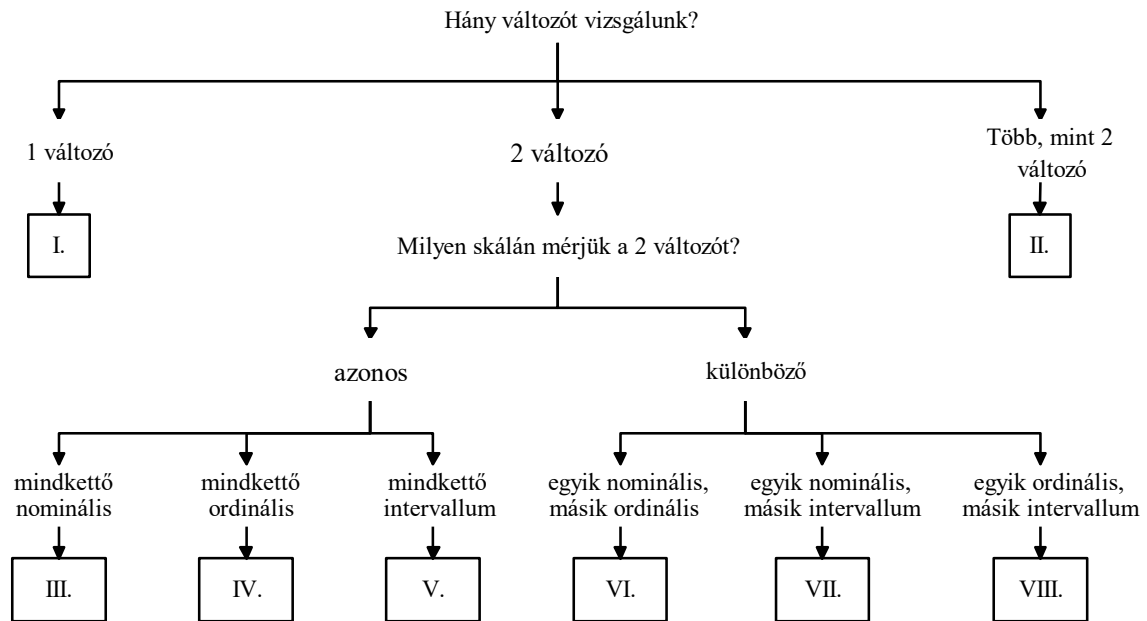 Hány változót vizsgálunk?
1 változó
2 változó
Több, mint 2
változó
I.
Milyen skálán mérjük a 2 változót?
II.
azonos
különböző
mindkettő
nominális
mindkettő
ordinális
mindkettő
intervallum
egyik nominális,
másik ordinális
egyik nominális,
másik intervallum
egyik ordinális,
másik intervallum
III.
IV.
V.
VI.
VII.
VIII.